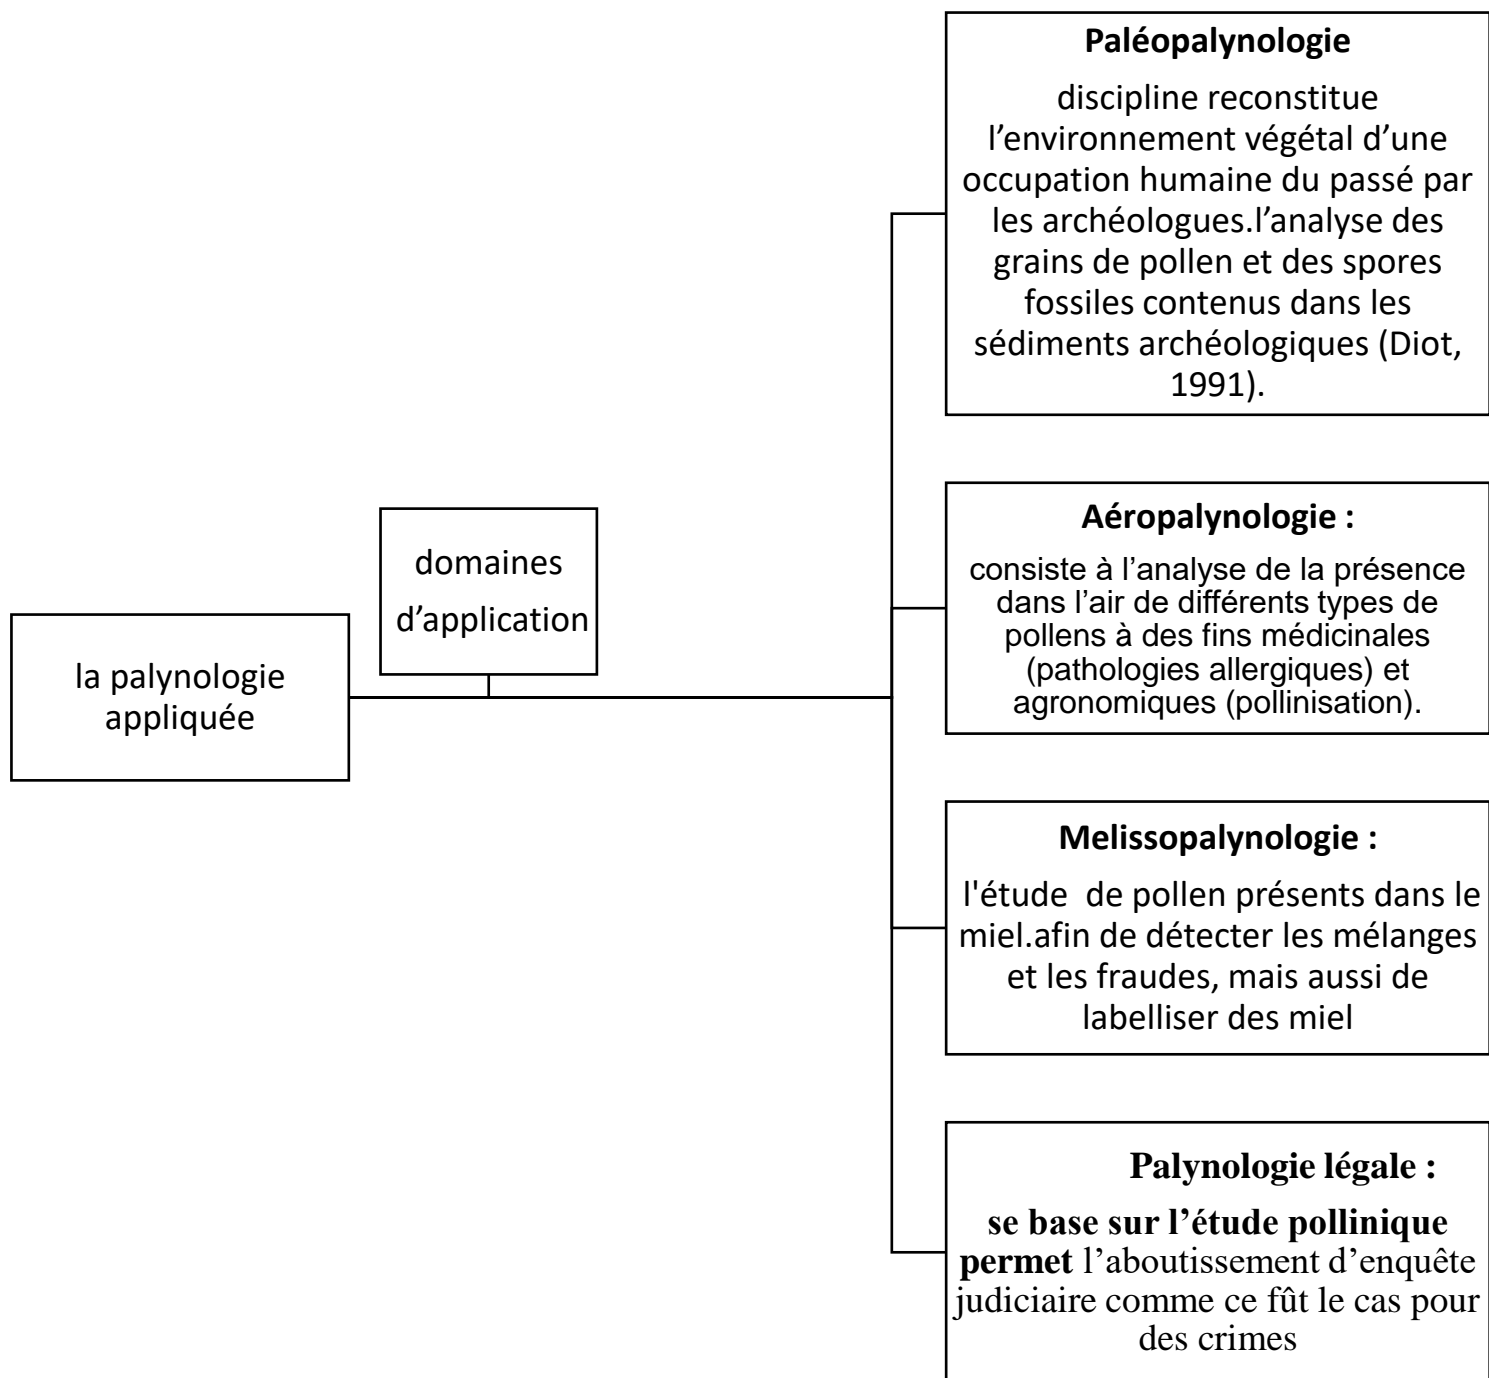 la palynologie
appliquée
domaines
d’application
Paléopalynologie
discipline reconstitue
l’environnement végétal d’une
occupation humaine du passé par
les archéologues.l’analyse des
grains de pollen et des spores
fossiles contenus dans les
sédiments archéologiques (Diot,
1991).
Aéropalynologie :
consiste à l’analyse de la présence
dans l’air de différents types de
pollens à des fins médicinales
(pathologies allergiques) et
agronomiques (pollinisation).
Melissopalynologie :
l'étude  de pollen présents dans le
miel.afin de détecter les mélanges
et les fraudes, mais aussi de
labelliser des miel
Palynologie légale :
se base sur l’étude pollinique
permet l’aboutissement d’enquête
judiciaire comme ce fût le cas pour
des crimes